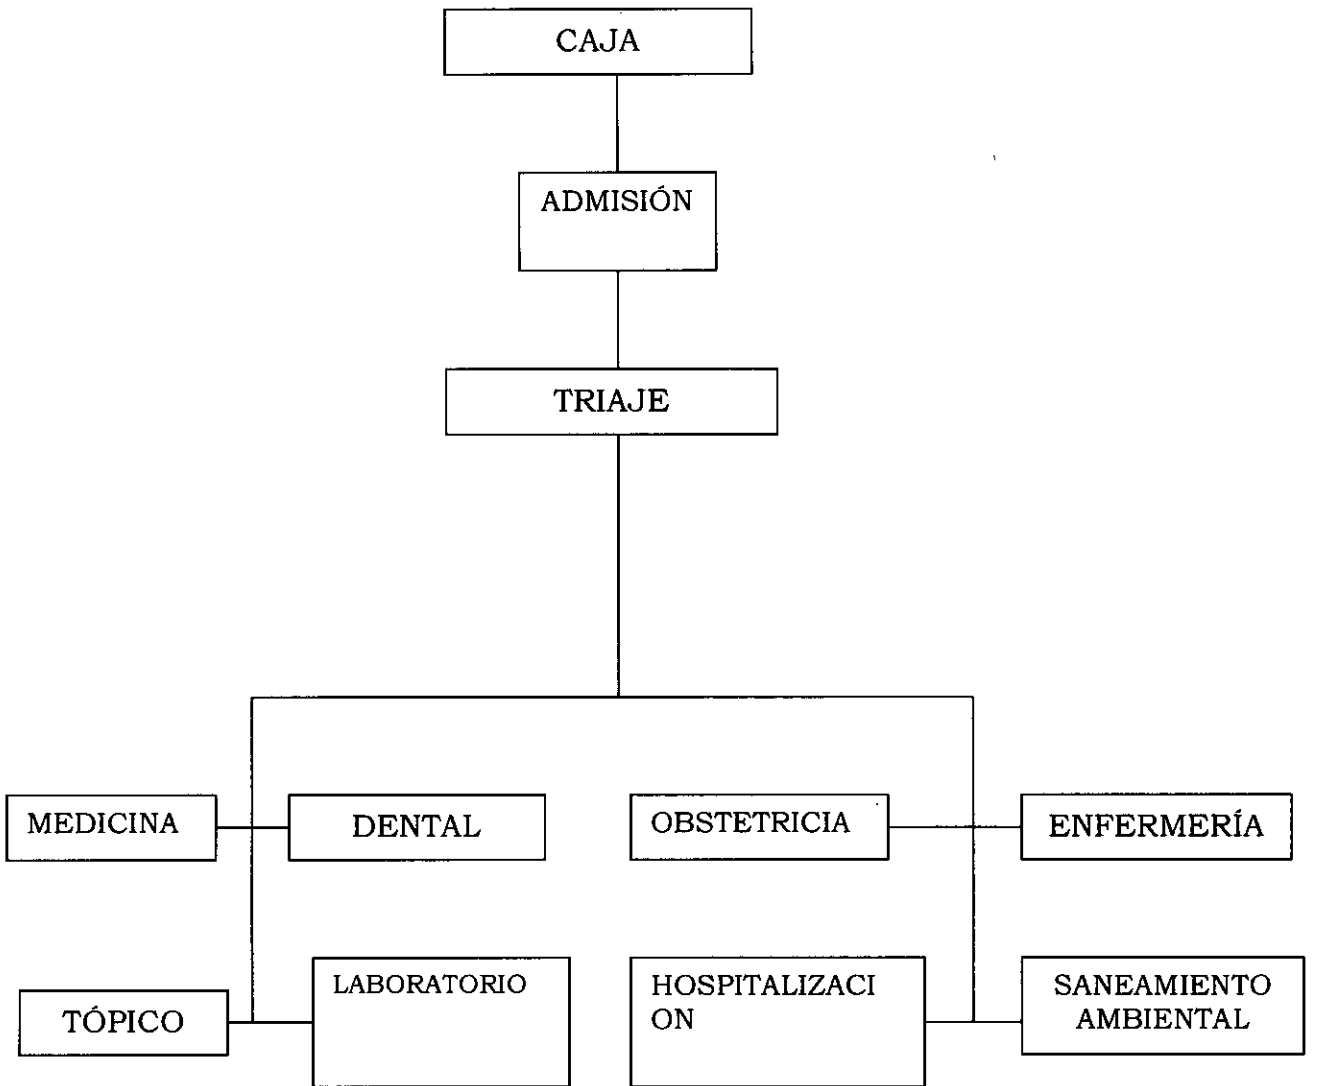 CAJA
ADMISIÓN
TRIAJE
MEDICINA
DENTAL
OBSTETRICIA
ENFERMERÍA
TÓPICO
LABORATORIO
HOSPITALIZACI
ON
SANEAMIENTO
AMBIENTAL